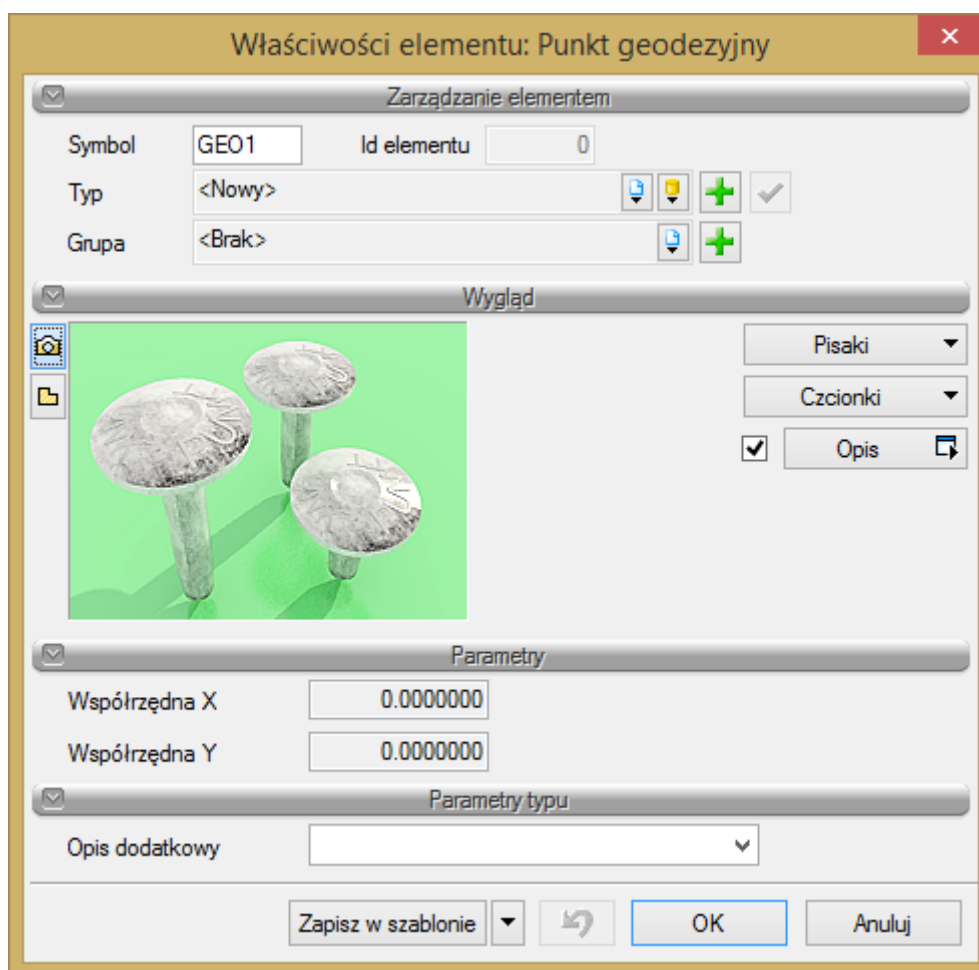 Właściwości elementu: Punkt geodezyjny
Zarządzanie elementem
Symbol GEO1 Id elementu 0
Typ <Nowy>
Grupa <Brak>
Wygląd
Pisaki
Czcionki
Opis
Parametry
Współrzędna X 0.0000000
Współrzędna Y 0.0000000
Parametry typu
Opis dodatkowy
Zapisz w szablonie OK Anuluj